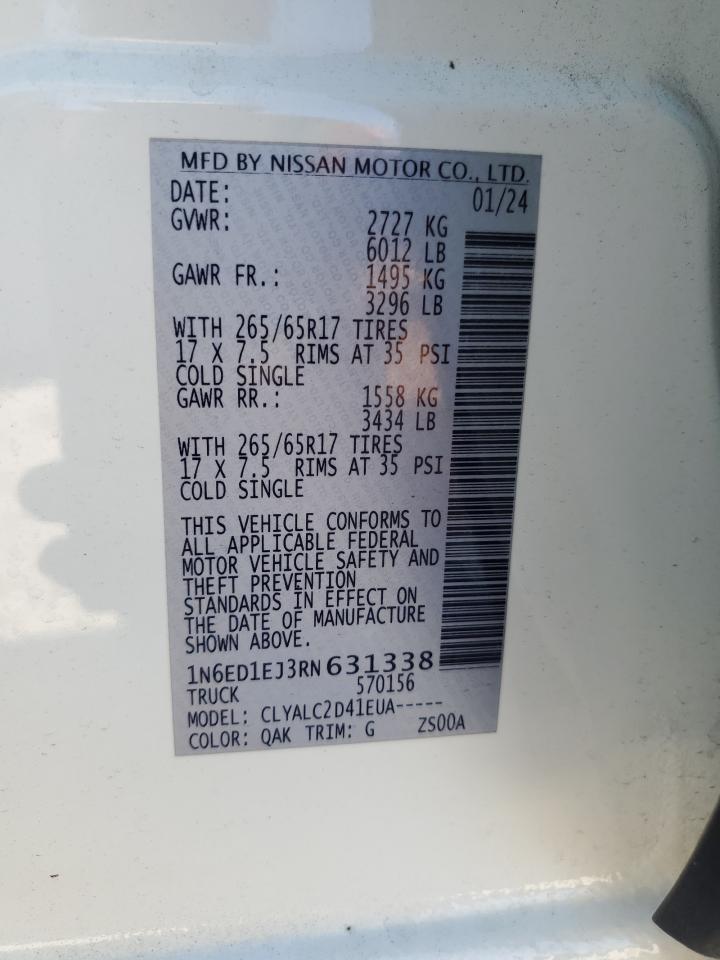 MFD BY NISSAN MOTOR CO., LTD.
DATE: 01/24
GVWR: 2727 KG
6012 LB
GAWR FR.: 1495 KG
3296 LB
WITH 265/65R17 TIRES
17 X 7.5 RIMS AT 35 PSI
COLD SINGLE
GAWR RR.: 1558 KG
3434 LB
WITH 265/65R17 TIRES
17 X 7.5 RIMS AT 35 PSI
COLD SINGLE
THIS VEHICLE CONFORMS TO
ALL APPLICABLE FEDERAL
MOTOR VEHICLE SAFETY AND
THEFT PREVENTION
STANDARDS IN EFFECT ON
THE DATE OF MANUFACTURE
SHOWN ABOVE.
1N6ED1EJ3RN631338
TRUCK 570156
MODEL: CLYALC2D41EUA-----
COLOR: QAK TRIM: G ZS00A